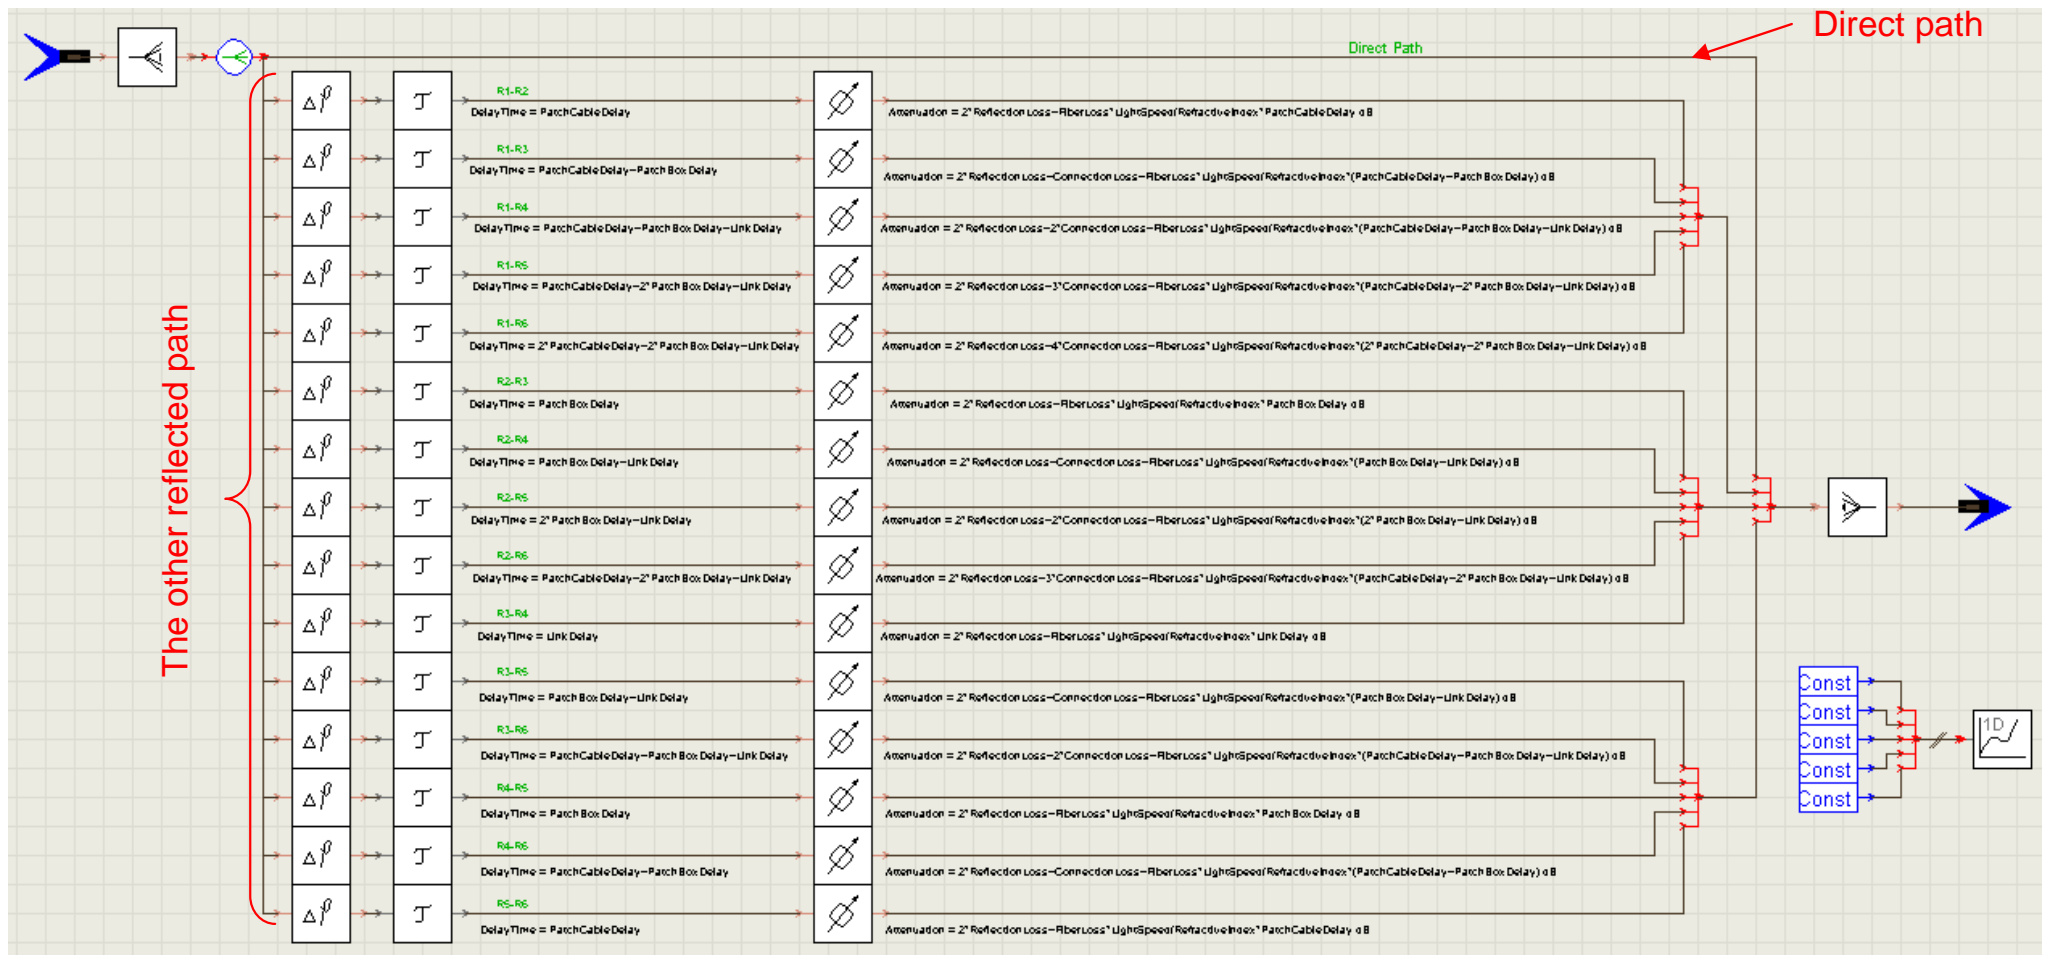 Direct path
Direct Path
The other reflected path
R1-R2
DelayTime = PatchCableDelay
Attenuation = 2*ReflectionLoss-FiberLoss*LightSpeed/RefractiveIndex*PatchCableDelay dB
R1-R3
DelayTime = PatchCableDelay-PatchBoxDelay
Attenuation = 2*ReflectionLoss-ConnectionLoss-FiberLoss*LightSpeed/RefractiveIndex*(PatchCableDelay-PatchBoxDelay) dB
R1-R4
DelayTime = PatchCableDelay-PatchBoxDelay-LinkDelay
Attenuation = 2*ReflectionLoss-2*ConnectionLoss-FiberLoss*LightSpeed/RefractiveIndex*(PatchCableDelay-PatchBoxDelay-LinkDelay) dB
R1-R5
DelayTime = PatchCableDelay-2*PatchBoxDelay-LinkDelay
Attenuation = 2*ReflectionLoss-3*ConnectionLoss-FiberLoss*LightSpeed/RefractiveIndex*(PatchCableDelay-2*PatchBoxDelay-LinkDelay) dB
R1-R6
DelayTime = 2*PatchCableDelay-2*PatchBoxDelay-LinkDelay
Attenuation = 2*ReflectionLoss-4*ConnectionLoss-FiberLoss*LightSpeed/RefractiveIndex*(2*PatchCableDelay-2*PatchBoxDelay-LinkDelay) dB
R2-R3
DelayTime = PatchBoxDelay
Attenuation = 2*ReflectionLoss-FiberLoss*LightSpeed/RefractiveIndex*PatchBoxDelay dB
R2-R4
DelayTime = PatchBoxDelay-LinkDelay
Attenuation = 2*ReflectionLoss-ConnectionLoss-FiberLoss*LightSpeed/RefractiveIndex*(PatchBoxDelay-LinkDelay) dB
R2-R5
DelayTime = 2*PatchBoxDelay-LinkDelay
Attenuation = 2*ReflectionLoss-2*ConnectionLoss-FiberLoss*LightSpeed/RefractiveIndex*(2*PatchBoxDelay-LinkDelay) dB
R2-R6
DelayTime = PatchCableDelay-2*PatchBoxDelay-LinkDelay
Attenuation = 2*ReflectionLoss-3*ConnectionLoss-FiberLoss*LightSpeed/RefractiveIndex*(PatchCableDelay-2*PatchBoxDelay-LinkDelay) dB
R3-R4
DelayTime = LinkDelay
Attenuation = 2*ReflectionLoss-FiberLoss*LightSpeed/RefractiveIndex*LinkDelay dB
R3-R5
DelayTime = PatchBoxDelay-LinkDelay
Attenuation = 2*ReflectionLoss-ConnectionLoss-FiberLoss*LightSpeed/RefractiveIndex*(PatchBoxDelay-LinkDelay) dB
R3-R6
DelayTime = PatchCableDelay-PatchBoxDelay-LinkDelay
Attenuation = 2*ReflectionLoss-2*ConnectionLoss-FiberLoss*LightSpeed/RefractiveIndex*(PatchCableDelay-PatchBoxDelay-LinkDelay) dB
R4-R5
DelayTime = PatchBoxDelay
Attenuation = 2*ReflectionLoss-FiberLoss*LightSpeed/RefractiveIndex*PatchBoxDelay dB
R4-R6
DelayTime = PatchCableDelay-PatchBoxDelay
Attenuation = 2*ReflectionLoss-ConnectionLoss-FiberLoss*LightSpeed/RefractiveIndex*(PatchCableDelay-PatchBoxDelay) dB
R5-R6
DelayTime = PatchCableDelay
Attenuation = 2*ReflectionLoss-FiberLoss*LightSpeed/RefractiveIndex*PatchCableDelay dB
Const
Const
Const
Const
Const
1D